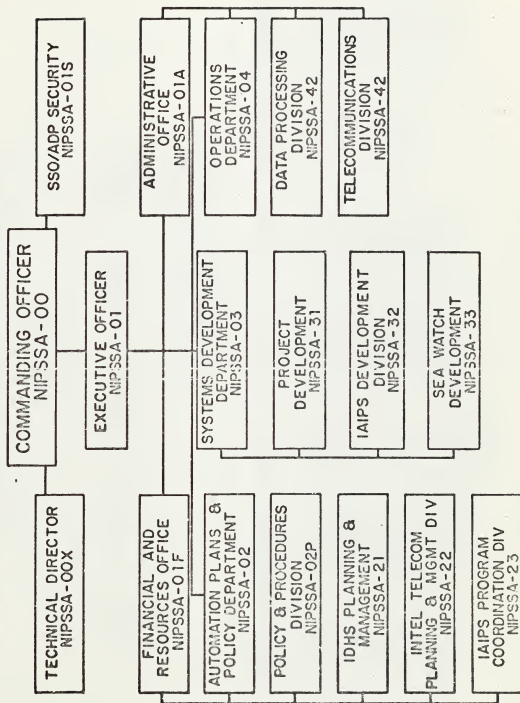 COMMANDING OFFICER
NIPSSA-00
TECHNICAL DIRECTOR
NIPSSA-00X
SSO/ADP SECURITY
NIPSSA-01S
EXECUTIVE OFFICER
NIPSSA-01
FINANCIAL AND
RESOURCES OFFICE
NIPSSA-01F
ADMINISTRATIVE
OFFICE
NIPSSA-01A
AUTOMATION PLANS &
POLICY DEPARTMENT
NIPSSA-02
SYSTEMS DEVELOPMENT
DEPARTMENT
NIPSSA-03
OPERATIONS
DEPARTMENT
NIPSSA-04
POLICY & PROCEDURES
DIVISION
NIPSSA-02P
PROJECT
DEVELOPMENT
NIPSSA-31
DATA PROCESSING
DIVISION
NIPSSA-42
IDHS PLANNING &
MANAGEMENT
NIPSSA-21
IAIPS DEVELOPMENT
DIVISION
NIPSSA-32
TELECOMMUNICATIONS
DIVISION
NIPSSA-42
INTEL TELECOM
PLANNING & MGMT DIV
NIPSSA-22
SEA WATCH
DEVELOPMENT
NIPSSA-33
IAIPS PROGRAM
COORDINATION DIV
NIPSSA-23